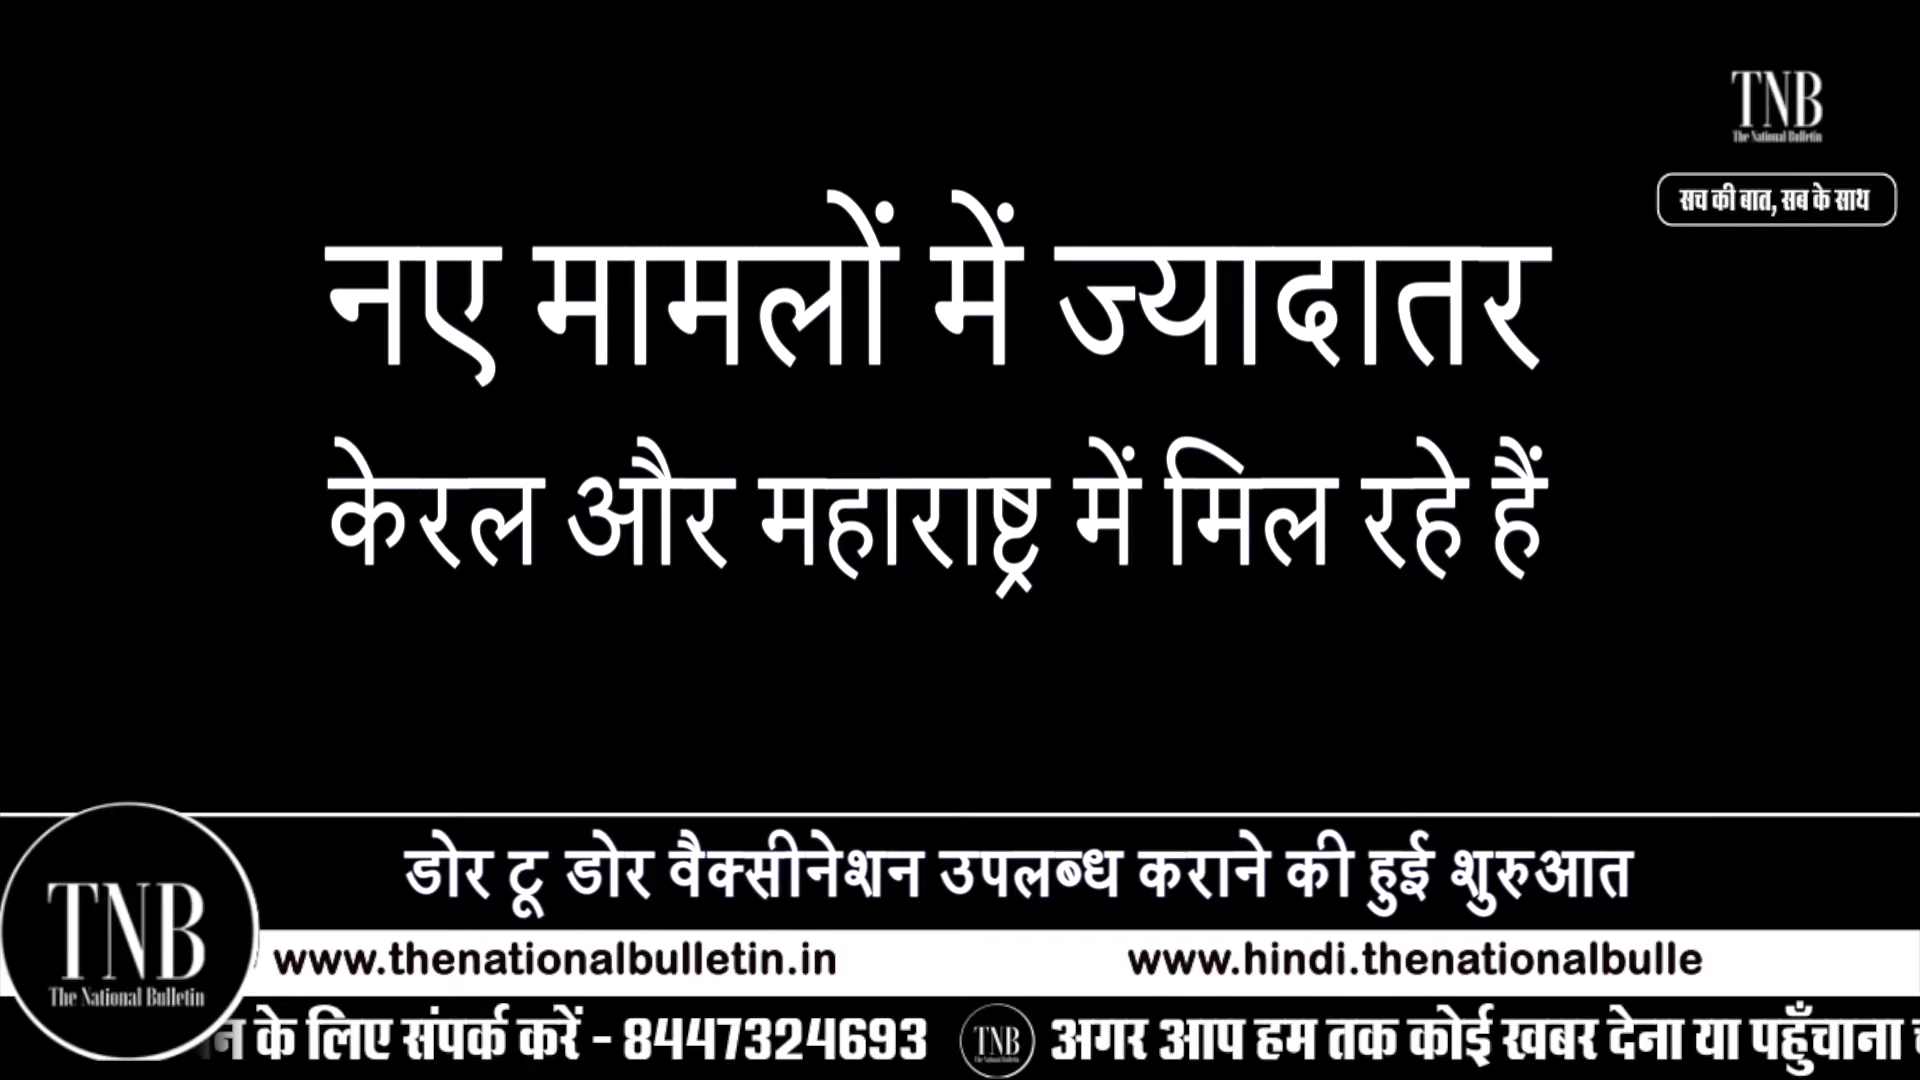 TNB
The National Bulletin
सच की बात, सब के साथ
नए मामलों में ज्यादातर
केरल और महाराष्ट्र में मिल रहे हैं
डोर टू डोर वैक्सीनेशन उपलब्ध कराने की हुई शुरुआत
TNB
The National Bulletin
www.thenationalbulletin.in www.hindi.thenationalbulle
के लिए संपर्क करें - 8447324693 TNB अगर आप हम तक कोई खबर देना या पहुँचाना